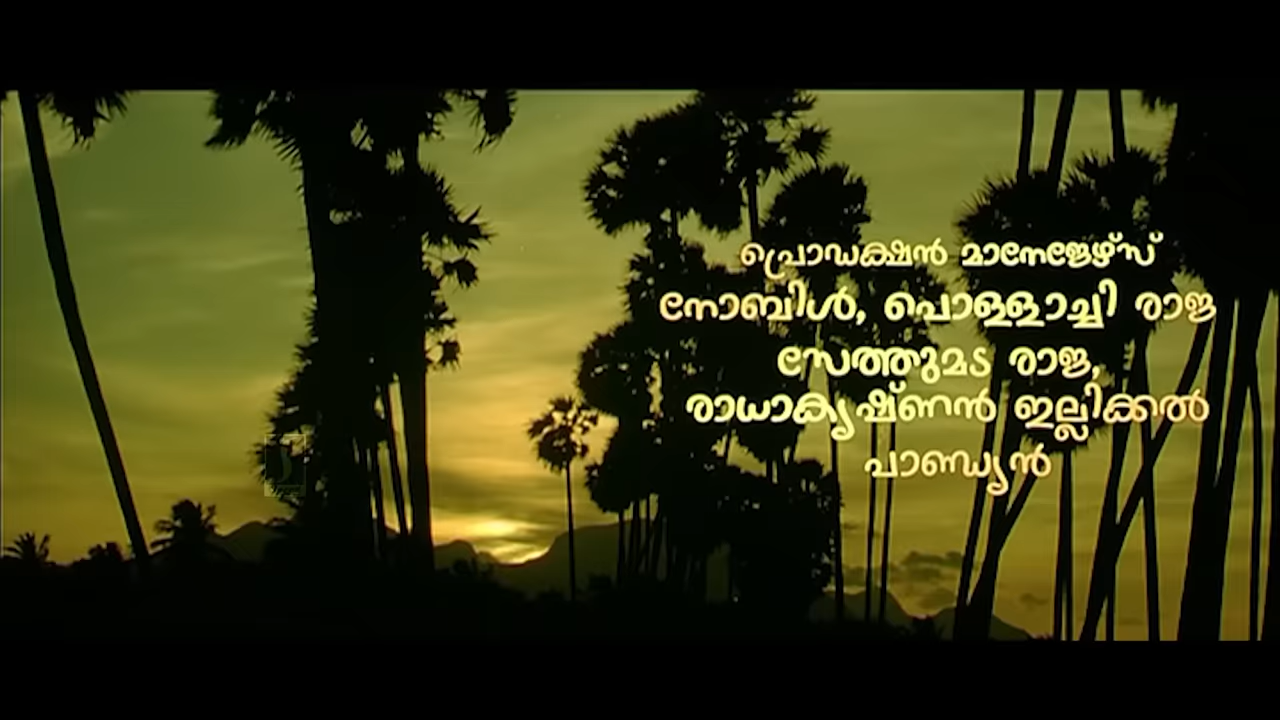 പ്രൊഡക്ഷൻ മാനേജേഴ്സ്
നോബിൾ, പൊള്ളാച്ചി രാജ
സേത്തുമട രാജ,
രാധാകൃഷ്ണൻ ഇല്ലിക്കൽ
പാണ്ഡ്യൻ